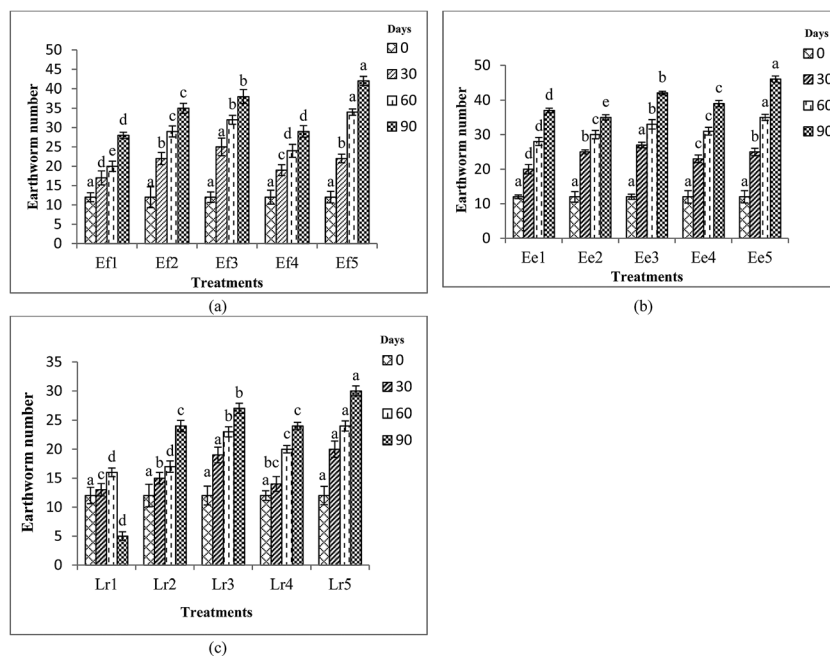 Days
0
30
60
90
Earthworm number
50
45
40
35
30
25
20
15
10
5
0
a d e d
a b c c
a a b b
a c d d
a b a a
Ef1 Ef2 Ef3 Ef4 Ef5
Treatments
(a)
Days
0
30
60
90
Earthworm number
50
40
30
20
10
0
a d d d
a b c e
a a b b
a c c c
a b a a
Ee1 Ee2 Ee3 Ee4 Ee5
Treatments
(b)
Days
0
30
60
90
Earthworm number
35
30
25
20
15
10
5
0
a c d d
a b d c
a a b b
a bc c c
a a a a
Lr1 Lr2 Lr3 Lr4 Lr5
Treatments
(c)